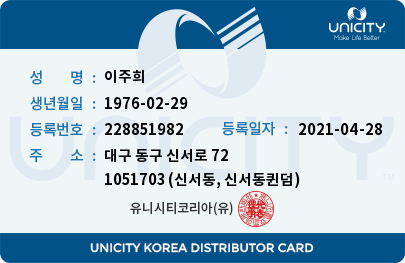 UNICITY
Make Life Better
성 명 : 이주희
생년월일 : 1976-02-29
등록번호 : 228851982 등록일자 : 2021-04-28
주 소 : 대구 동구 신서로 72
1051703 (신서동, 신서동퀸덤)
유니시티코리아(유)
UNICITY
TM
UNICITY KOREA DISTRIBUTOR CARD